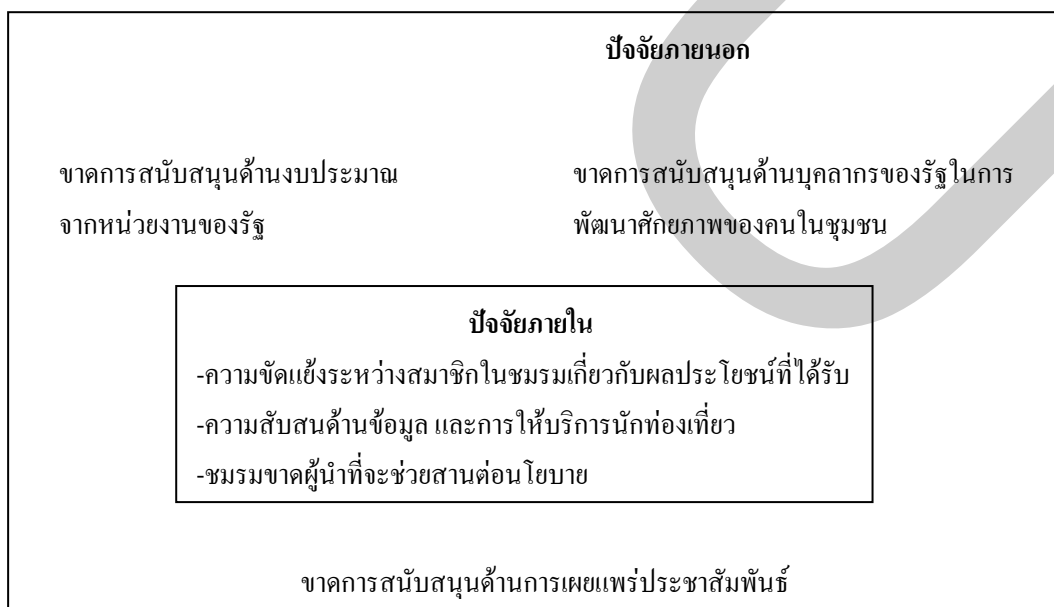 ปัจจัยภายนอก
ขาดการสนับสนุนด้านงบประมาณ
จากหน่วยงานของรัฐ
ขาดการสนับสนุนด้านบุคลากรของรัฐในการ
พัฒนาศักยภาพของคนในชุมชน
ปัจจัยภายใน
-ความขัดแย้งระหว่างสมาชิกในชมรมเกี่ยวกับผลประโยชน์ที่ได้รับ
-ความสับสนด้านข้อมูล และการให้บริการนักท่องเที่ยว
-ชมรมขาดผู้นำที่จะช่วยสานต่อนโยบาย
ขาดการสนับสนุนด้านการเผยแพร่ประชาสัมพันธ์